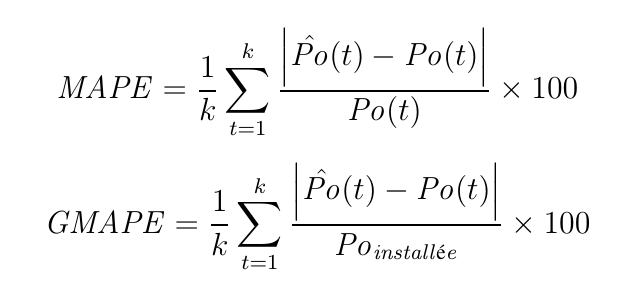 MAPE = \frac{1}{k} \sum_{t=1}^{k} \frac{\left| \hat{Po}(t) - Po(t) \right|}{Po(t)} \times 100
GMAPE = \frac{1}{k} \sum_{t=1}^{k} \frac{\left| \hat{Po}(t) - Po(t) \right|}{Po_{installée}} \times 100